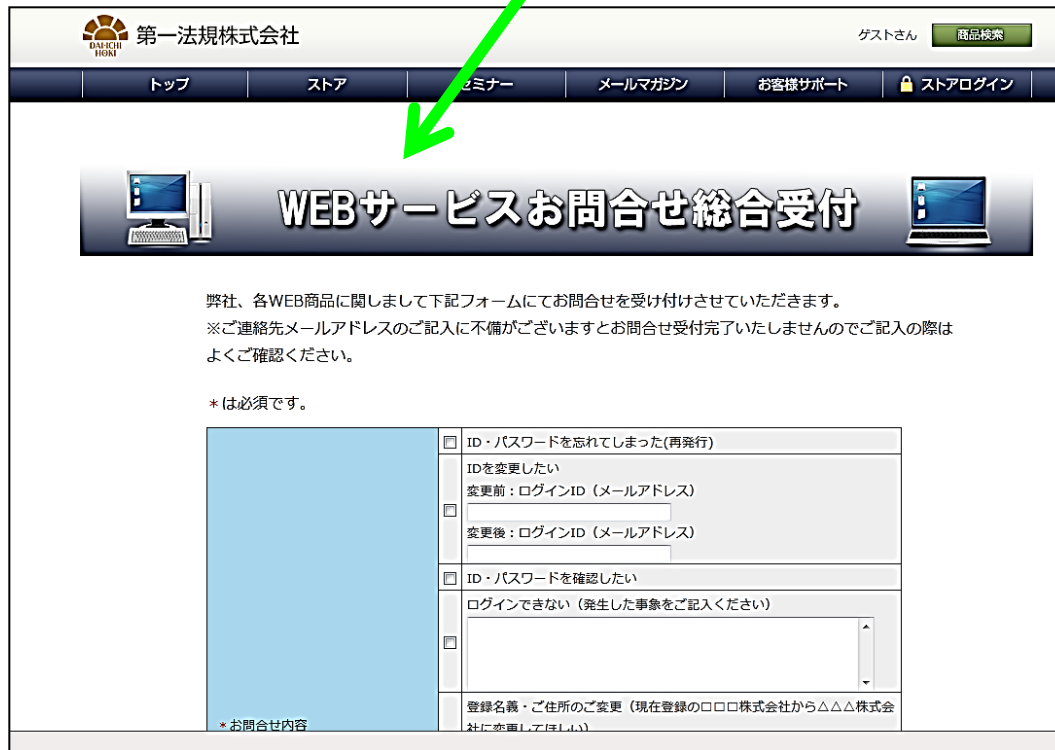 DAI-ICHI
HOKI
第一法規株式会社
ゲストさん
商品検索
トップ
ストア
セミナー
メールマガジン
お客様サポート
ストアログイン
WEBサービスお問合せ総合受付
弊社、各WEB商品に関しまして下記フォームにてお問合せを受け付けさせていただきます。
※ご連絡先メールアドレスのご記入に不備がございますとお問合せ受付完了いたしませんのでご記入の際は
よくご確認ください。
*は必須です。
ID・パスワードを忘れてしまった(再発行)
IDを変更したい
変更前：ログインID（メールアドレス）
変更後：ログインID（メールアドレス）
ID・パスワードを確認したい
ログインできない（発生した事象をご記入ください）
登録名義・ご住所のご変更（現在登録の□□□株式会社から△△△株式会
社に変更してほしい）
*お問合せ内容